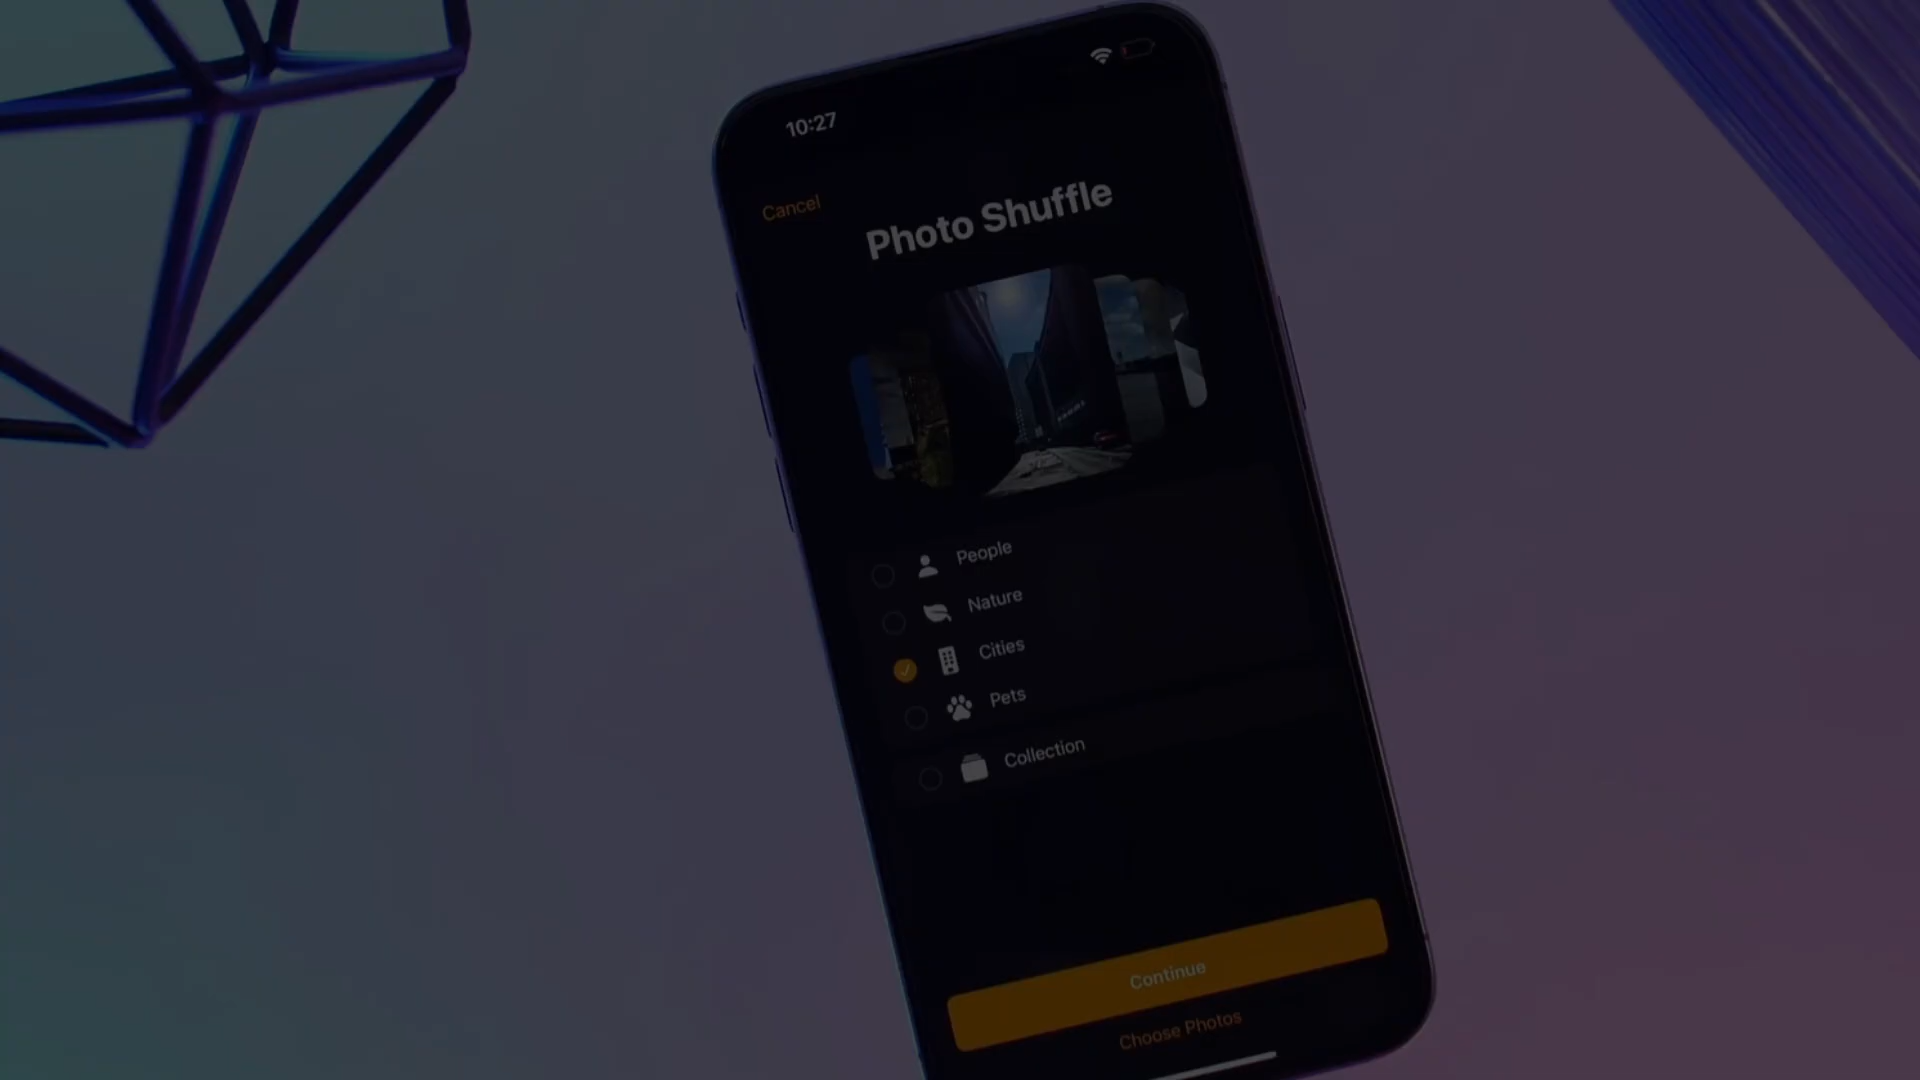 10:27
Cancel
Photo Shuffle
People
Nature
Cities
Pets
Collection
Continue
Choose Photos